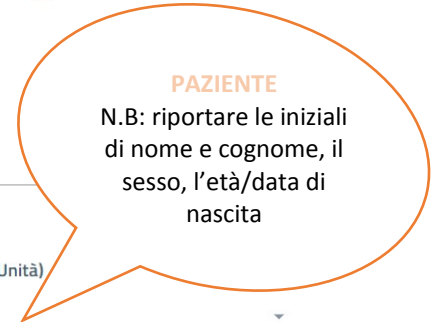 PAZIENTE
N.B: riportare le iniziali
di nome e cognome, il
sesso, l'età/data di
nascita
Unità)